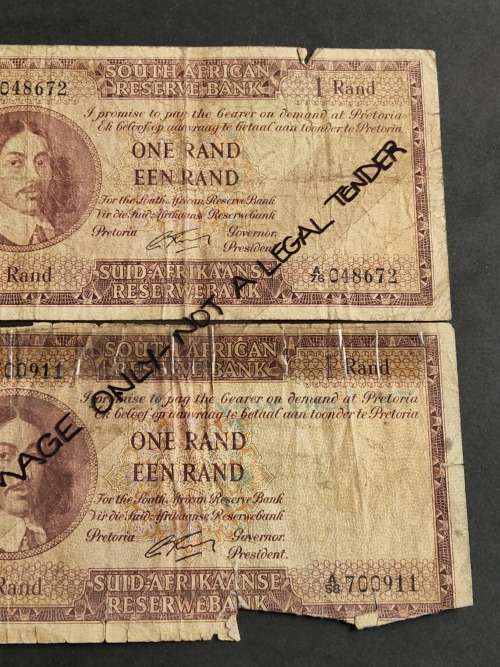 SOUTH AFRICAN
RESERVE BANK
048672
1 Rand
I promise to pay the bearer on demand at Pretoria
Ek beloof op aanvraag te betaal aan toonder te Pretoria
ONE RAND
EEN RAND
For the South African Reserve Bank
Vir die Suid-Afrikaanse Reserwebank
Pretoria
Governor.
President.
Rand
SUID-AFRIKAANSE
RESERWEBANK
A/78 048672
MAGE ONLY - NOT A LEGAL TENDER
SOUTH AFRICAN
RESERVE BANK
00911
1 Rand
I promise to pay the bearer on demand at Pretoria
Ek beloof op aanvraag te betaal aan toonder te Pretoria
ONE RAND
EEN RAND
For the South African Reserve Bank
Vir die Suid-Afrikaanse Reserwebank
Pretoria
Governor.
President.
Rand
SUID-AFRIKAANSE
RESERWEBANK
700911